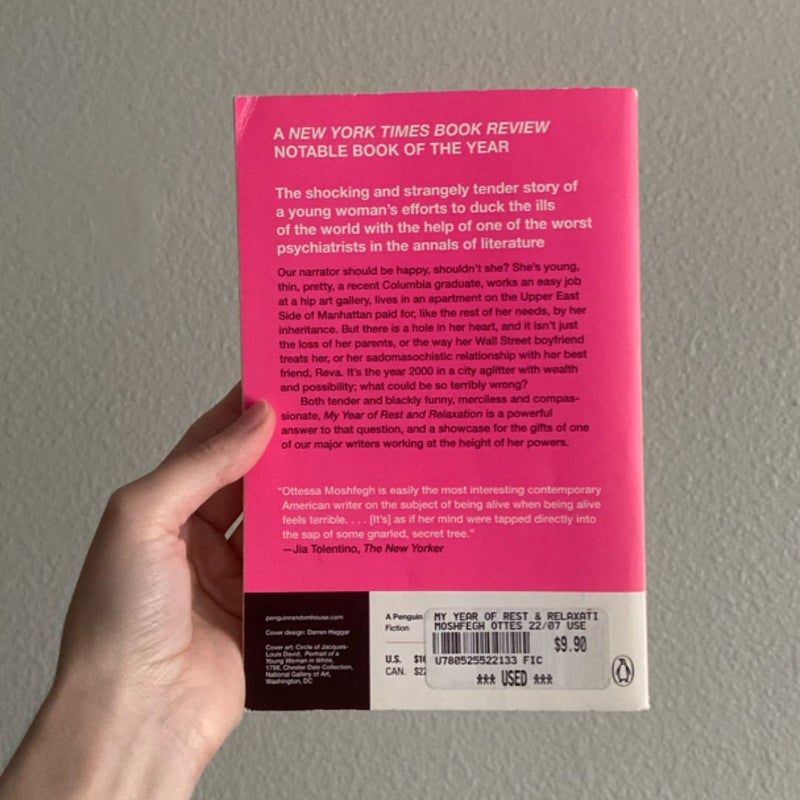 A NEW YORK TIMES BOOK REVIEW
NOTABLE BOOK OF THE YEAR
The shocking and strangely tender story of
a young woman's efforts to duck the ills
of the world with the help of one of the worst
psychiatrists in the annals of literature
Our narrator should be happy, shouldn't she? She's young,
thin, pretty, a recent Columbia graduate, works an easy job
at a hip art gallery, lives in an apartment on the Upper East
Side of Manhattan paid for, like the rest of her needs, by her
inheritance. But there is a hole in her heart, and it isn't just
the loss of her parents, or the way her Wall Street boyfriend
treats her, or her sadomasochistic relationship with her best
friend, Reva. It's the year 2000 in a city aglitter with wealth
and possibility; what could be so terribly wrong?
Both tender and blackly funny, merciless and compas-
sionate, My Year of Rest and Relaxation is a powerful
answer to that question, and a showcase for the gifts of one
of our major writers working at the height of her powers.
"Ottessa Moshfegh is easily the most interesting contemporary
American writer on the subject of being alive when being alive
feels terrible. . . . [It's] as if her mind were tapped directly into
the sap of some gnarled, secret tree."
—Jia Tolentino, The New Yorker
penguinrandomhouse.com
Cover design: Darren Haggar
Cover art: Circle of Jacques-
Louis David, Portrait of a
Young Woman in White,
1798, Chester Dale Collection,
National Gallery of Art,
Washington, DC
A Penguin
Fiction
U.S.
CAN.
MY YEAR OF REST & RELAXATI
MOSHFEGH OTTES 22/07 USE
$9.90
U780525522133 FIC
*** USED ***